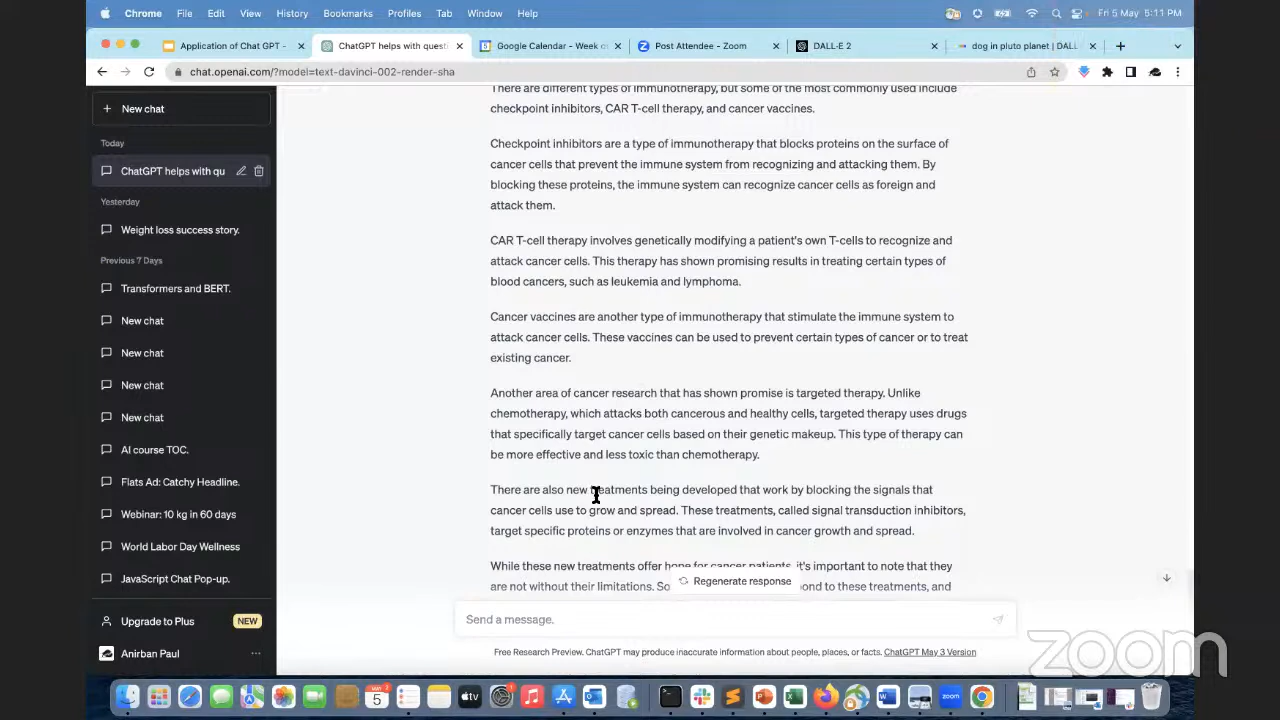 Chrome File Edit View History Bookmarks Profiles Tab Window Help Fri 5 May 5:11 PM
Application of Chat GPT -
ChatGPT helps with quest
Google Calendar - Week o
Post Attendee - Zoom
DALL·E 2
dog in pluto planet | DALL
chat.openai.com/?model=text-davinci-002-render-sha
New chat
Today
ChatGPT helps with qu
Yesterday
Weight loss success story.
Previous 7 Days
Transformers and BERT.
New chat
New chat
New chat
New chat
AI course TOC.
Flats Ad: Catchy Headline.
Webinar: 10 kg in 60 days
World Labor Day Wellness
JavaScript Chat Pop-up.
Upgrade to Plus NEW
Anirban Paul
There are different types of immunotherapy, but some of the most commonly used include
checkpoint inhibitors, CAR T-cell therapy, and cancer vaccines.
Checkpoint inhibitors are a type of immunotherapy that blocks proteins on the surface of
cancer cells that prevent the immune system from recognizing and attacking them. By
blocking these proteins, the immune system can recognize cancer cells as foreign and
attack them.
CAR T-cell therapy involves genetically modifying a patient's own T-cells to recognize and
attack cancer cells. This therapy has shown promising results in treating certain types of
blood cancers, such as leukemia and lymphoma.
Cancer vaccines are another type of immunotherapy that stimulate the immune system to
attack cancer cells. These vaccines can be used to prevent certain types of cancer or to treat
existing cancer.
Another area of cancer research that has shown promise is targeted therapy. Unlike
chemotherapy, which attacks both cancerous and healthy cells, targeted therapy uses drugs
that specifically target cancer cells based on their genetic makeup. This type of therapy can
be more effective and less toxic than chemotherapy.
There are also new treatments being developed that work by blocking the signals that
cancer cells use to grow and spread. These treatments, called signal transduction inhibitors,
target specific proteins or enzymes that are involved in cancer growth and spread.
While these new treatments offer hope for cancer patients, it's important to note that they
are not without their limitations. So ond to these treatments, and
Regenerate response
Send a message.
Free Research Preview. ChatGPT may produce inaccurate information about people, places, or facts. ChatGPT May 3 Version
zoom
MAY
5
tv
zoom